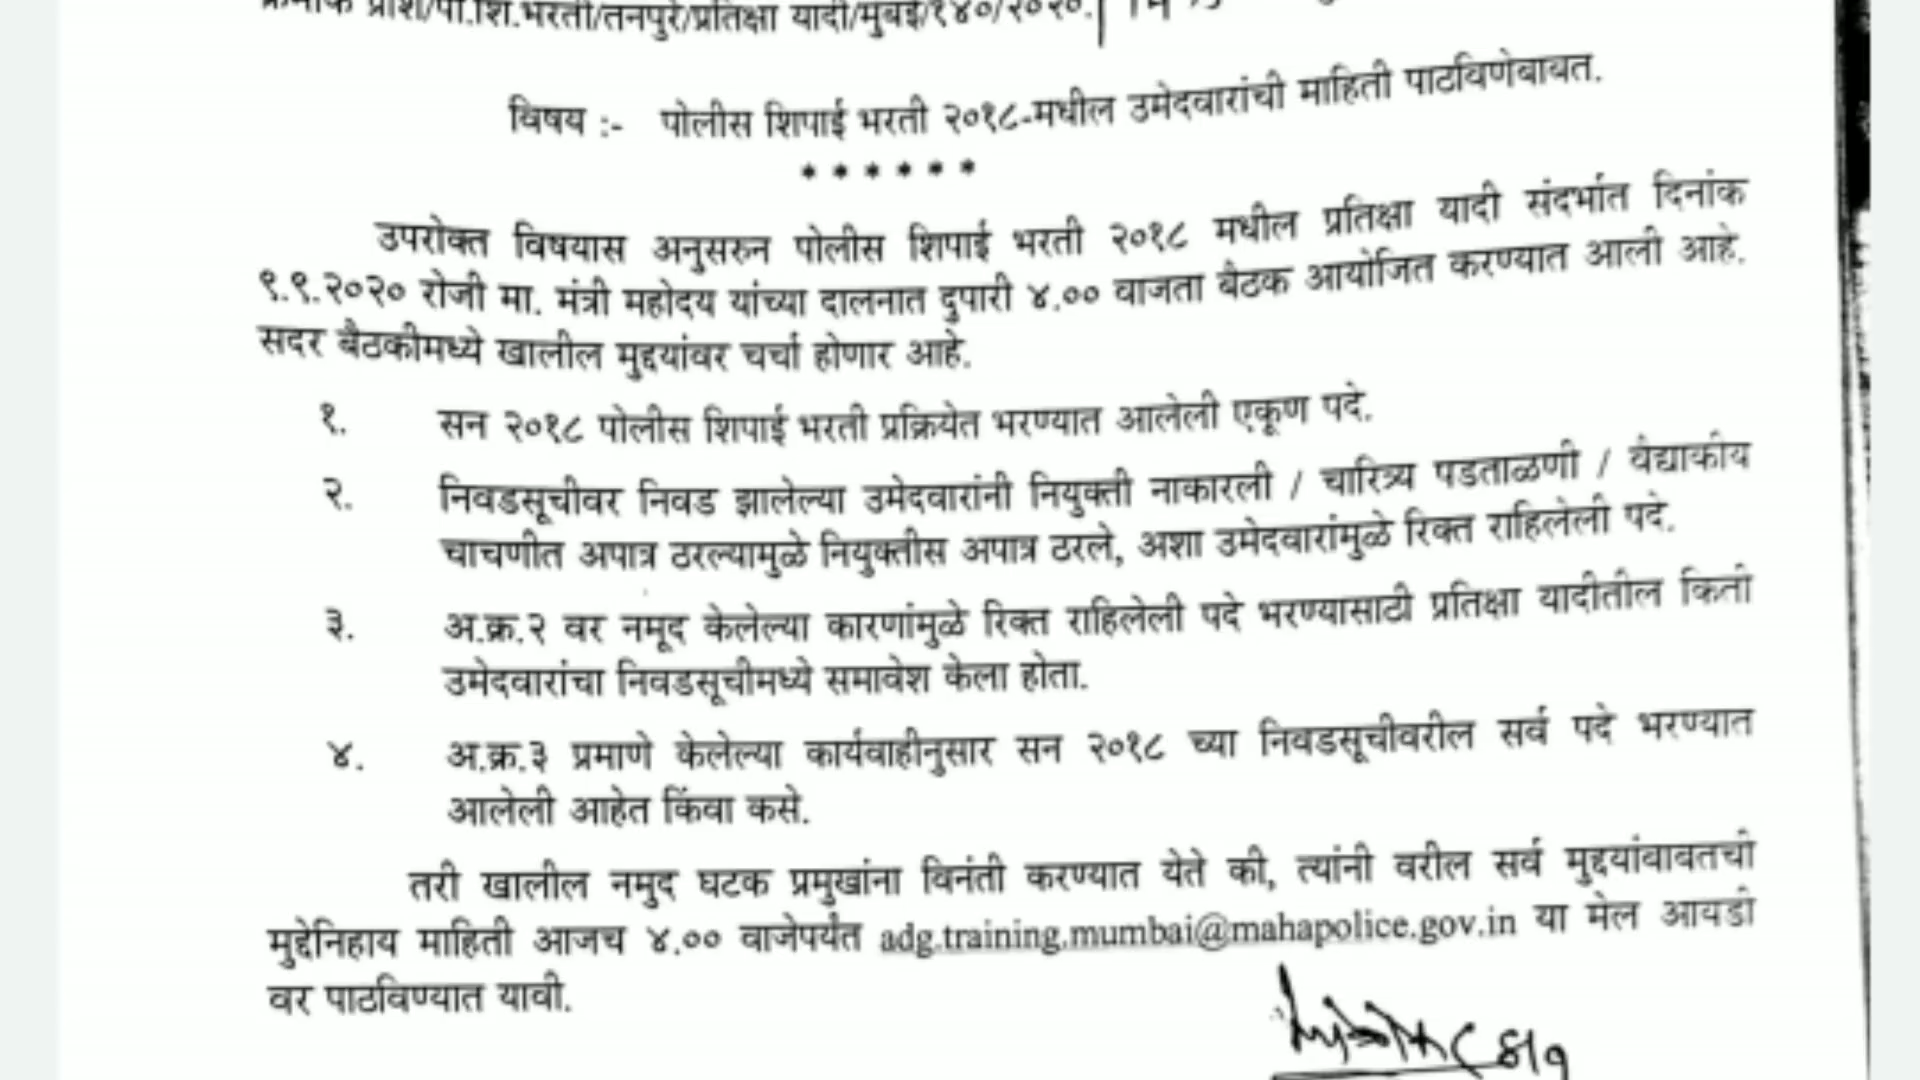 क्रमांक प्राश/पो.शि.भरती/तनपुरे/प्रतिक्षा यादी/मुंबई/१४०/२०२०.
विषय :- पोलीस शिपाई भरती २०१८-मधील उमेदवारांची माहिती पाठविणेबाबत.
* * * * * *
उपरोक्त विषयास अनुसरुन पोलीस शिपाई भरती २०१८ मधील प्रतिक्षा यादी संदर्भात दिनांक
९.९.२०२० रोजी मा. मंत्री महोदय यांच्या दालनात दुपारी ४.०० वाजता बैठक आयोजित करण्यात आली आहे.
सदर बैठकीमध्ये खालील मुद्दयांवर चर्चा होणार आहे.
१. सन २०१८ पोलीस शिपाई भरती प्रक्रियेत भरण्यात आलेली एकूण पदे.
२. निवडसूचीवर निवड झालेल्या उमेदवारांनी नियुक्ती नाकारली / चारित्र्य पडताळणी / वैद्याकीय
चाचणीत अपात्र ठरल्यामुळे नियुक्तीस अपात्र ठरले, अशा उमेदवारांमुळे रिक्त राहिलेली पदे.
३. अ.क्र.२ वर नमूद केलेल्या कारणांमुळे रिक्त राहिलेली पदे भरण्यासाटी प्रतिक्षा यादीतील किती
उमेदवारांचा निवडसूचीमध्ये समावेश केला होता.
४. अ.क्र.३ प्रमाणे केलेल्या कार्यवाहीनुसार सन २०१८ च्या निवडसूचीवरील सर्व पदे भरण्यात
आलेली आहेत किंवा कसे.
तरी खालील नमुद घटक प्रमुखांना विनंती करण्यात येते की, त्यांनी वरील सर्व मुद्दयांबाबतची
मुद्देनिहाय माहिती आजच ४.०० वाजेपर्यंत adg.training.mumbai@mahapolice.gov.in या मेल आयडी
वर पाठविण्यात यावी.